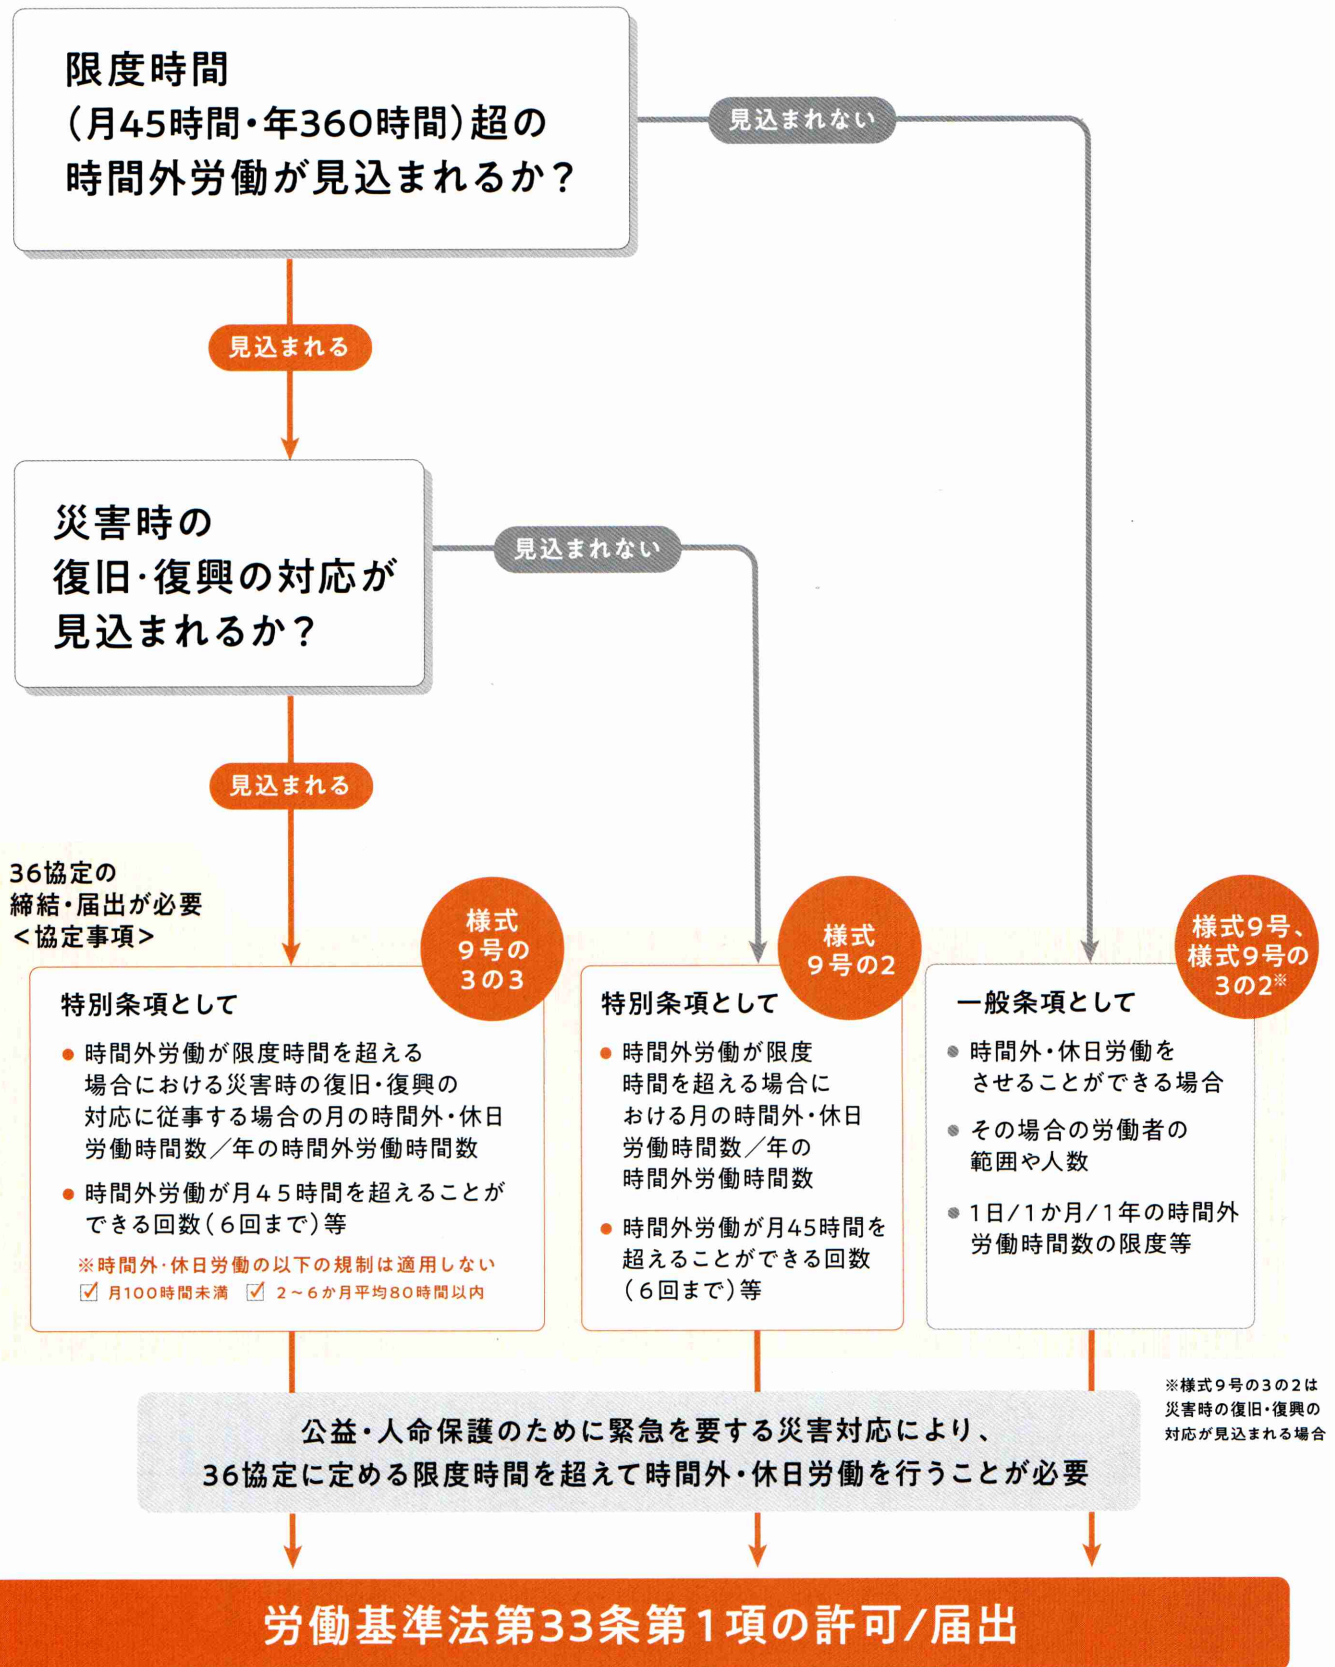 限度時間
(月45時間・年360時間)超の
時間外労働が見込まれるか?
見込まれない
見込まれる
災害時の
復旧・復興の対応が
見込まれるか?
見込まれない
見込まれる
36協定の
締結・届出が必要
<協定事項>
様式
9号の
3の3
特別条項として
● 時間外労働が限度時間を超える
場合における災害時の復旧・復興の
対応に従事する場合の月の時間外・休日
労働時間数/年の時間外労働時間数
● 時間外労働が月45時間を超えることが
できる回数(6回まで)等
※時間外・休日労働の以下の規制は適用しない
☑ 月100時間未満 ☑ 2~6か月平均80時間以内
様式
9号の2
特別条項として
● 時間外労働が限度
時間を超える場合に
おける月の時間外・休日
労働時間数/年の
時間外労働時間数
● 時間外労働が月45時間を
超えることができる回数
(6回まで)等
様式9号、
様式9号の
3の2※
一般条項として
● 時間外・休日労働を
させることができる場合
● その場合の労働者の
範囲や人数
● 1日/1か月/1年の時間外
労働時間数の限度等
※様式9号の3の2は
災害時の復旧・復興の
対応が見込まれる場合
公益・人命保護のために緊急を要する災害対応により、
36協定に定める限度時間を超えて時間外・休日労働を行うことが必要
労働基準法第33条第1項の許可/届出